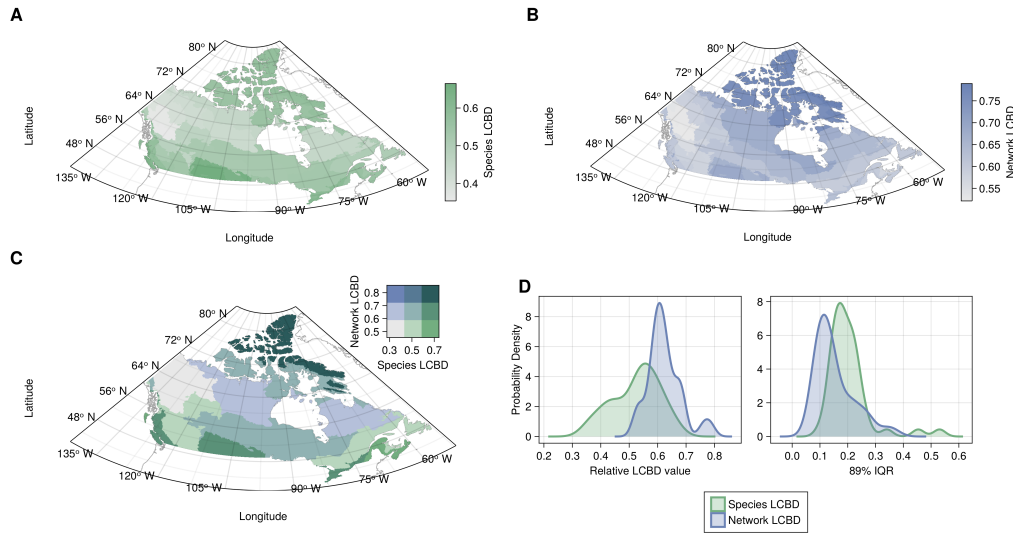 A
80° N
72° N
64° N
56° N
48° N
135° W
120° W
105° W
90° W
75° W
60° W
Latitude
Longitude
0.6
0.5
0.4
Species LCBD
B
80° N
72° N
64° N
56° N
48° N
135° W
120° W
105° W
90° W
75° W
60° W
Latitude
Longitude
0.75
0.70
0.65
0.60
0.55
Network LCBD
C
80° N
72° N
64° N
56° N
48° N
135° W
120° W
105° W
90° W
75° W
60° W
Latitude
Longitude
Network LCBD
0.8
0.7
0.6
0.5
0.3 0.5 0.7
Species LCBD
D
Probability Density
8
6
4
2
0
0.2 0.3 0.4 0.5 0.6 0.7 0.8
Relative LCBD value
8
6
4
2
0
0.0 0.1 0.2 0.3 0.4 0.5 0.6
89% IQR
Species LCBD
Network LCBD